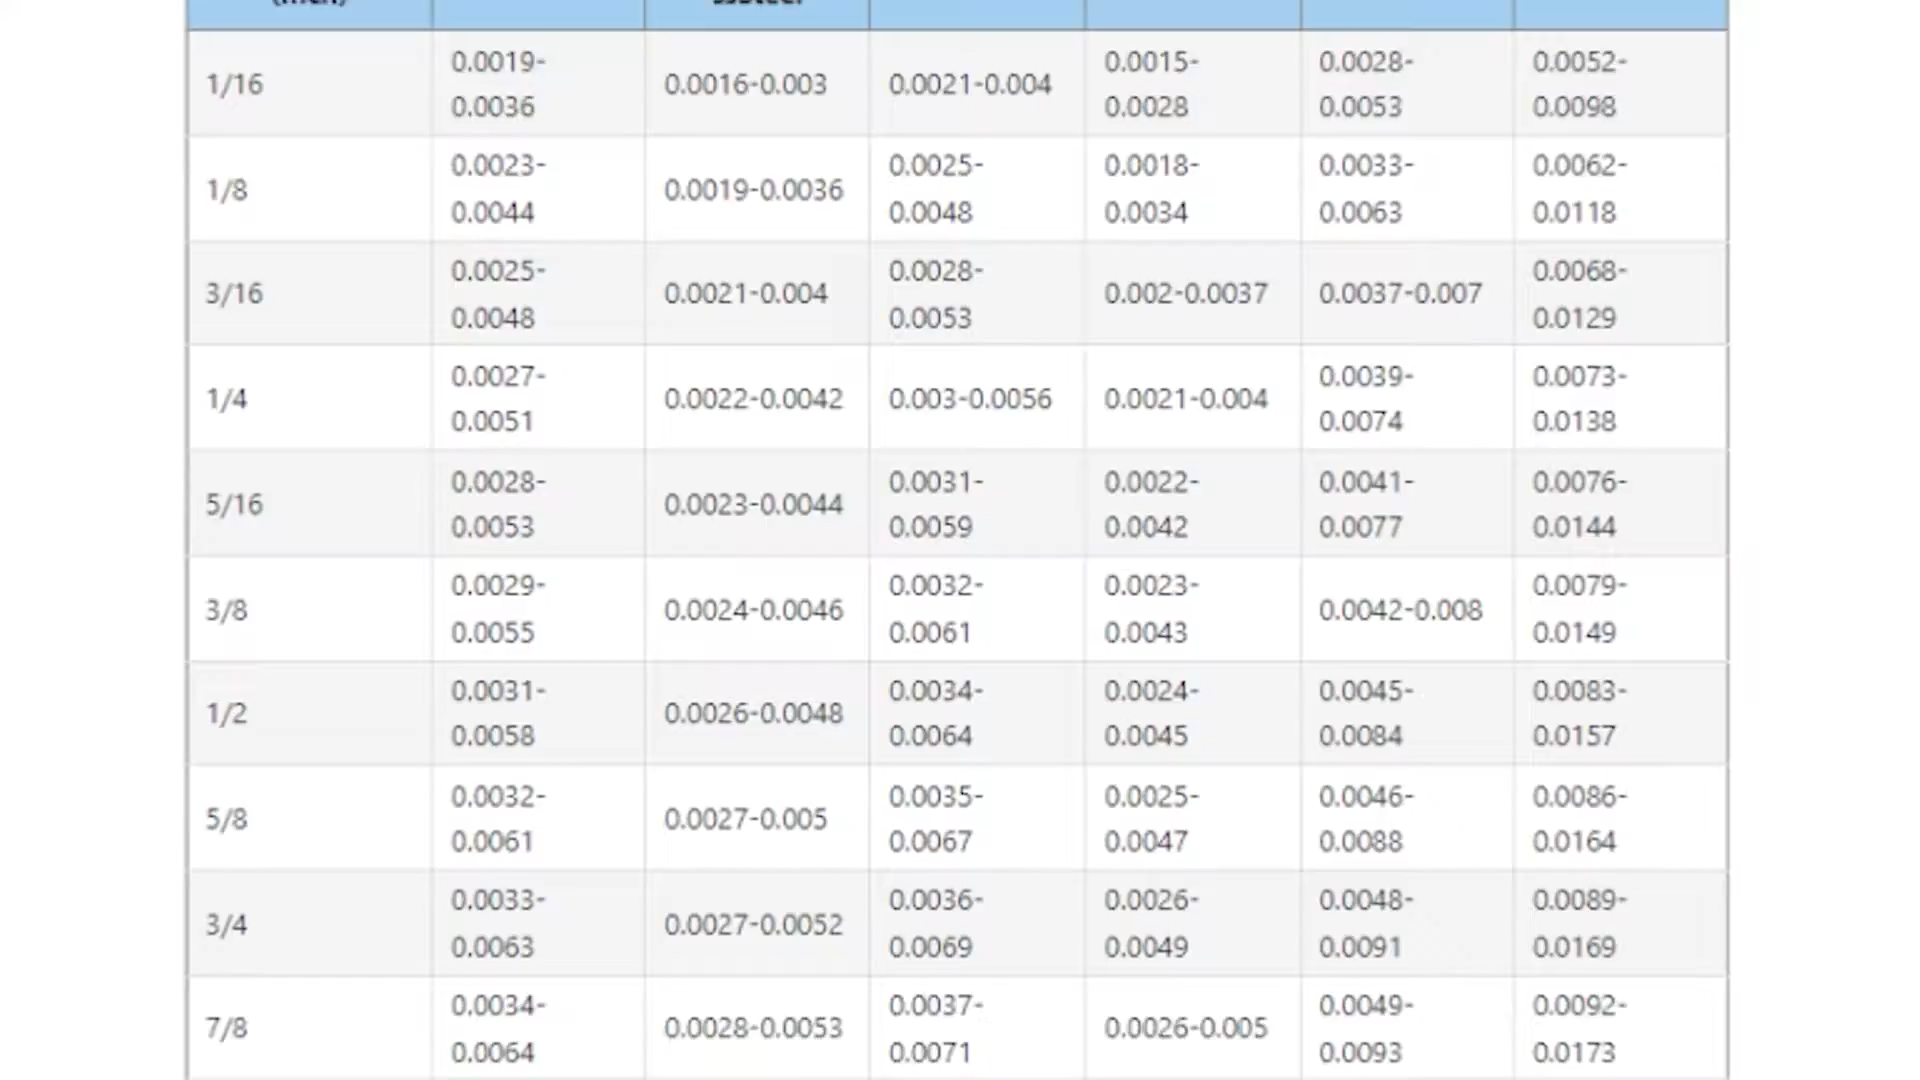 1/16 0.0019- 0.0016-0.003 0.0021-0.004 0.0015- 0.0028- 0.0052-
0.0036 0.0028 0.0053 0.0098
1/8 0.0023- 0.0019-0.0036 0.0025- 0.0018- 0.0033- 0.0062-
0.0044 0.0048 0.0034 0.0063 0.0118
3/16 0.0025- 0.0021-0.004 0.0028- 0.002-0.0037 0.0037-0.007 0.0068-
0.0048 0.0053 0.0129
1/4 0.0027- 0.0022-0.0042 0.003-0.0056 0.0021-0.004 0.0039- 0.0073-
0.0051 0.0074 0.0138
5/16 0.0028- 0.0023-0.0044 0.0031- 0.0022- 0.0041- 0.0076-
0.0053 0.0059 0.0042 0.0077 0.0144
3/8 0.0029- 0.0024-0.0046 0.0032- 0.0023- 0.0042-0.008 0.0079-
0.0055 0.0061 0.0043 0.0149
1/2 0.0031- 0.0026-0.0048 0.0034- 0.0024- 0.0045- 0.0083-
0.0058 0.0064 0.0045 0.0084 0.0157
5/8 0.0032- 0.0027-0.005 0.0035- 0.0025- 0.0046- 0.0086-
0.0061 0.0067 0.0047 0.0088 0.0164
3/4 0.0033- 0.0027-0.0052 0.0036- 0.0026- 0.0048- 0.0089-
0.0063 0.0069 0.0049 0.0091 0.0169
7/8 0.0034- 0.0028-0.0053 0.0037- 0.0026-0.005 0.0049- 0.0092-
0.0064 0.0071 0.0093 0.0173